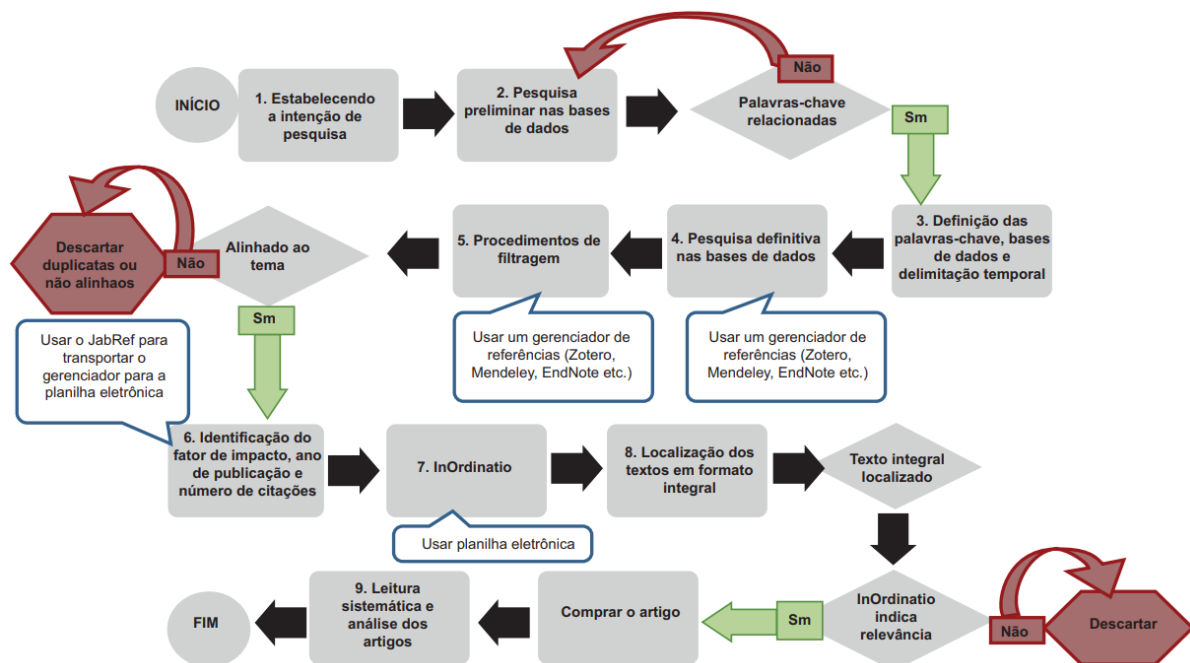 INÍCIO
1. Estabelecendo
a intenção de
pesquisa
2. Pesquisa
preliminar nas bases
de dados
Não
Palavras-chave
relacionadas
Sm
3. Definição das
palavras-chave, bases
de dados e
delimitação temporal
4. Pesquisa definitiva
nas bases de dados
Usar um gerenciador de
referências (Zotero,
Mendeley, EndNote etc.)
5. Procedimentos de
filtragem
Usar um gerenciador de
referências (Zotero,
Mendeley, EndNote etc.)
Alinhado ao
tema
Não
Descartar
duplicatas ou
não alinhaos
Sm
Usar o JabRef para
transportar o
gerenciador para a
planilha eletrônica
6. Identificação do
fator de impacto, ano
de publicação e
número de citações
7. InOrdinatio
Usar planilha eletrônica
8. Localização dos
textos em formato
integral
Texto integral
localizado
InOrdinatio
indica
relevância
Não
Descartar
Sm
Comprar o artigo
9. Leitura
sistemática e
análise dos
artigos
FIM